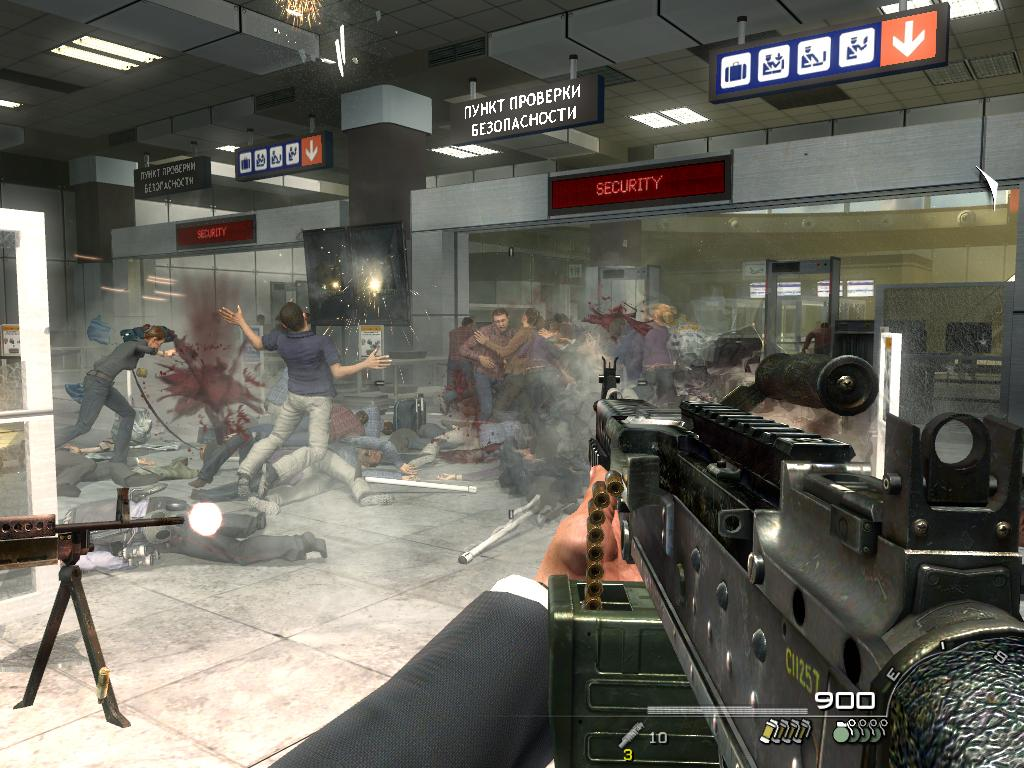 ПУНКТ ПРОВЕРКИ
БЕЗОПАСНОСТИ
ПУНКТ ПРОВЕРКИ
БЕЗОПАСНОСТИ
SECURITY
SECURITY
C11257
E
S
900
10
3